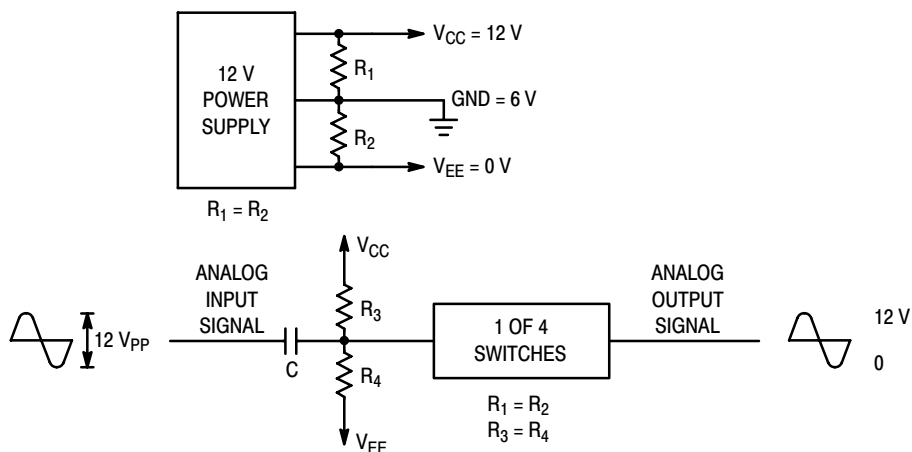 V_CC = 12 V
12 V
POWER
SUPPLY
R_1
GND = 6 V
R_2
V_EE = 0 V
R_1 = R_2
V_CC
ANALOG
INPUT
SIGNAL
ANALOG
OUTPUT
SIGNAL
R_3
12 V_PP
1 OF 4
SWITCHES
12 V
0
C
R_4
R_1 = R_2
R_3 = R_4
V_EE